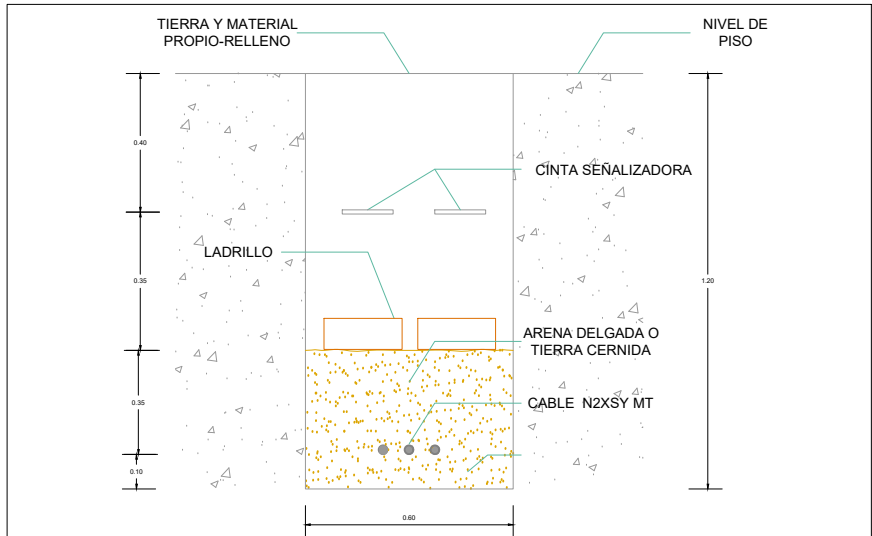 TIERRA Y MATERIAL
PROPIO-RELLENO
NIVEL DE
PISO
0.40
CINTA SEÑALIZADORA
LADRILLO
0.35
1.20
ARENA DELGADA O
TIERRA CERNIDA
CABLE N2XSY MT
0.35
0.10
0.60